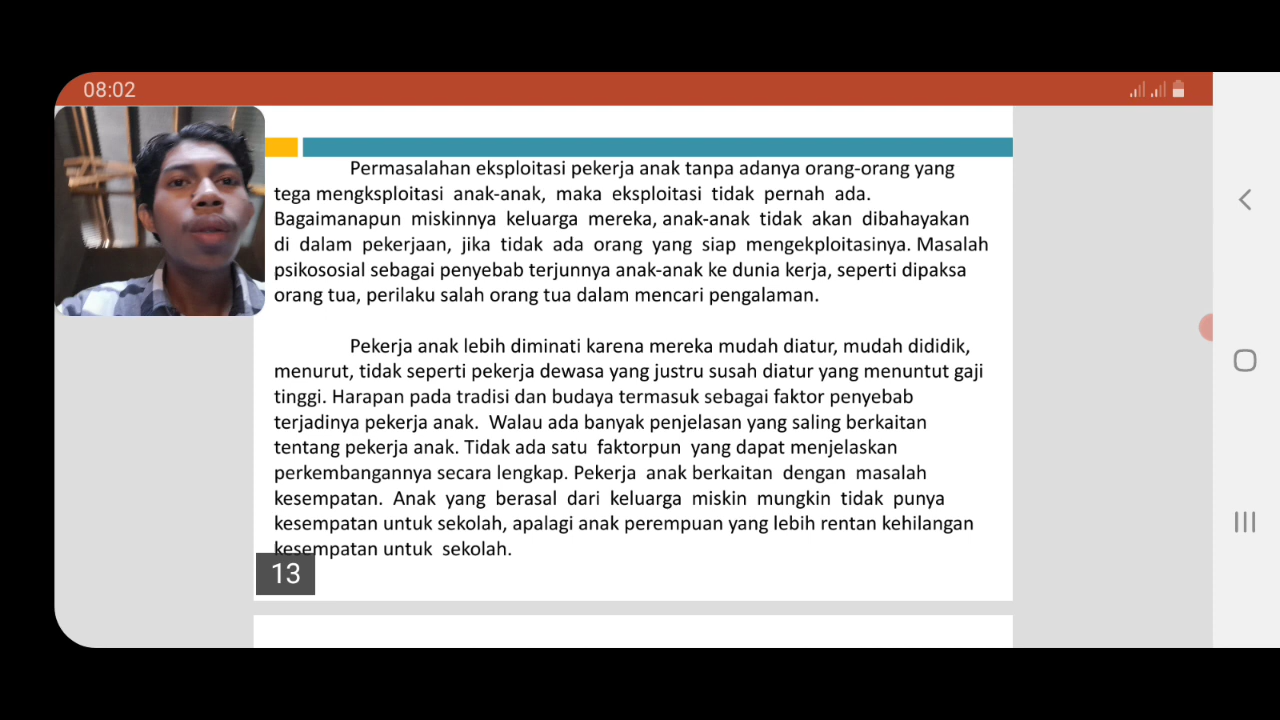 08:02
Permasalahan eksploitasi pekerja anak tanpa adanya orang-orang yang
tega mengksploitasi anak-anak, maka eksploitasi tidak pernah ada.
Bagaimanapun miskinnya keluarga mereka, anak-anak tidak akan dibahayakan
di dalam pekerjaan, jika tidak ada orang yang siap mengekploitasinya. Masalah
psikososial sebagai penyebab terjunnya anak-anak ke dunia kerja, seperti dipaksa
orang tua, perilaku salah orang tua dalam mencari pengalaman.
Pekerja anak lebih diminati karena mereka mudah diatur, mudah dididik,
menurut, tidak seperti pekerja dewasa yang justru susah diatur yang menuntut gaji
tinggi. Harapan pada tradisi dan budaya termasuk sebagai faktor penyebab
terjadinya pekerja anak. Walau ada banyak penjelasan yang saling berkaitan
tentang pekerja anak. Tidak ada satu faktorpun yang dapat menjelaskan
perkembangannya secara lengkap. Pekerja anak berkaitan dengan masalah
kesempatan. Anak yang berasal dari keluarga miskin mungkin tidak punya
kesempatan untuk sekolah, apalagi anak perempuan yang lebih rentan kehilangan
kesempatan untuk sekolah.
13